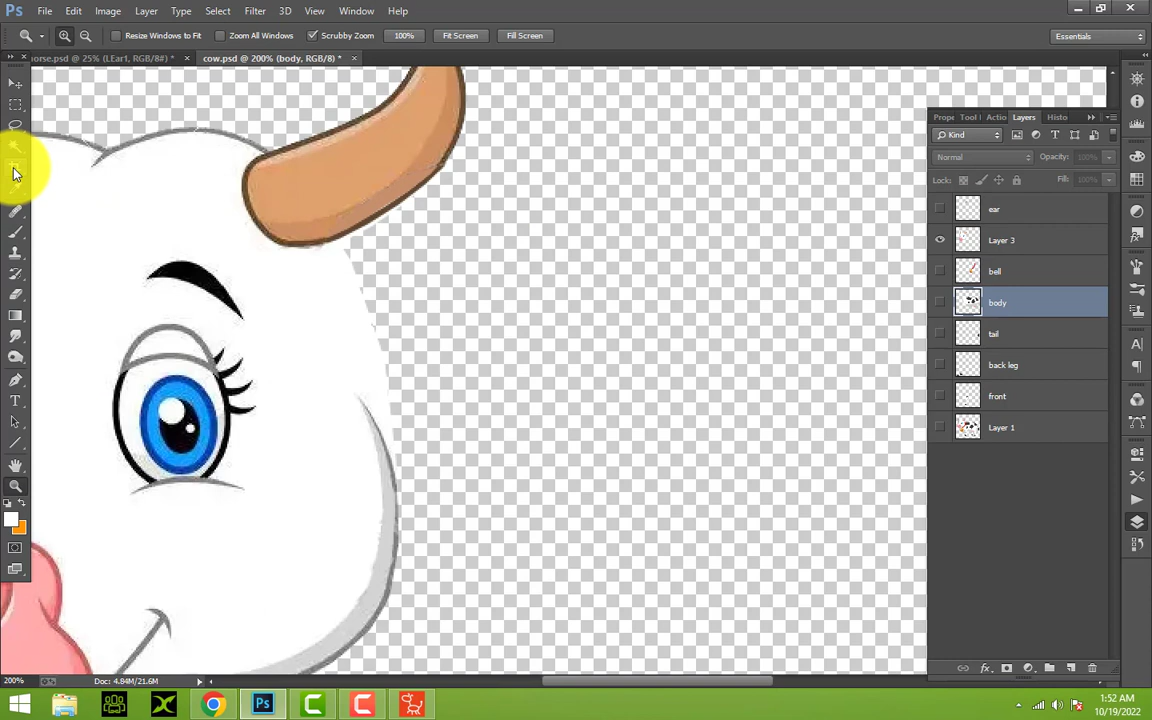 Ps File Edit Image Layer Type Select Filter 3D View Window Help
Resize Windows to Fit Zoom All Windows Scrubby Zoom 100% Fit Screen Fill Screen Essentials
orse.psd @ 25% (LEar1, RGB/8#) * × cow.psd @ 200% (body, RGB/8) * ×
Prope Tool Actio Layers Histo
Kind
Normal Opacity: 100%
Lock: Fill: 100%
ear
Layer 3
bell
body
tail
back leg
front
Layer 1
200% Doc: 4.84M/21.6M
1:52 AM
10/19/2022